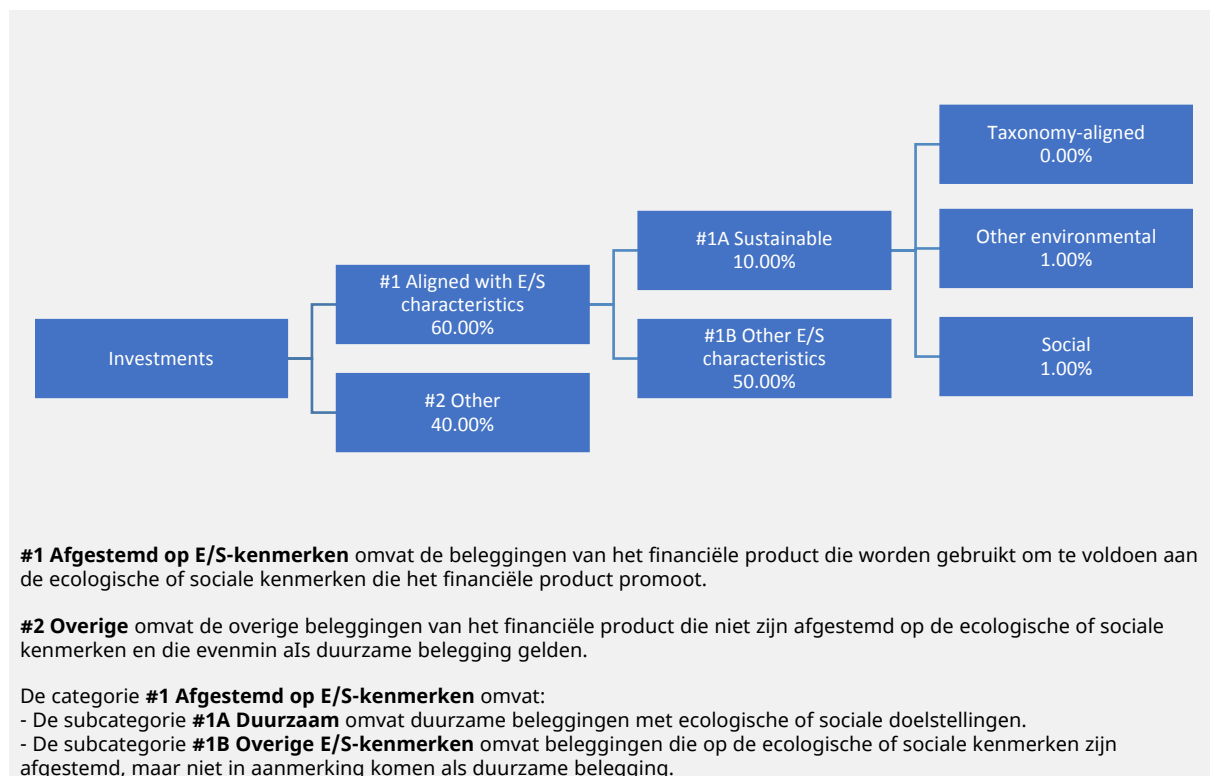 Taxonomy-aligned
0.00%
#1A Sustainable
10.00%
Other environmental
1.00%
#1 Aligned with E/S
characteristics
60.00%
Investments
#1B Other E/S
characteristics
50.00%
Social
1.00%
#2 Other
40.00%
#1 Afgestemd op E/S-kenmerken omvat de beleggingen van het financiële product die worden gebruikt om te voldoen aan
de ecologische of sociale kenmerken die het financiële product promoot.
#2 Overige omvat de overige beleggingen van het financiële product die niet zijn afgestemd op de ecologische of sociale
kenmerken en die evenmin aIs duurzame belegging gelden.
De categorie #1 Afgestemd op E/S-kenmerken omvat:
- De subcategorie #1A Duurzaam omvat duurzame beleggingen met ecologische of sociale doelstellingen.
- De subcategorie #1B Overige E/S-kenmerken omvat beleggingen die op de ecologische of sociale kenmerken zijn
afgestemd, maar niet in aanmerking komen als duurzame belegging.